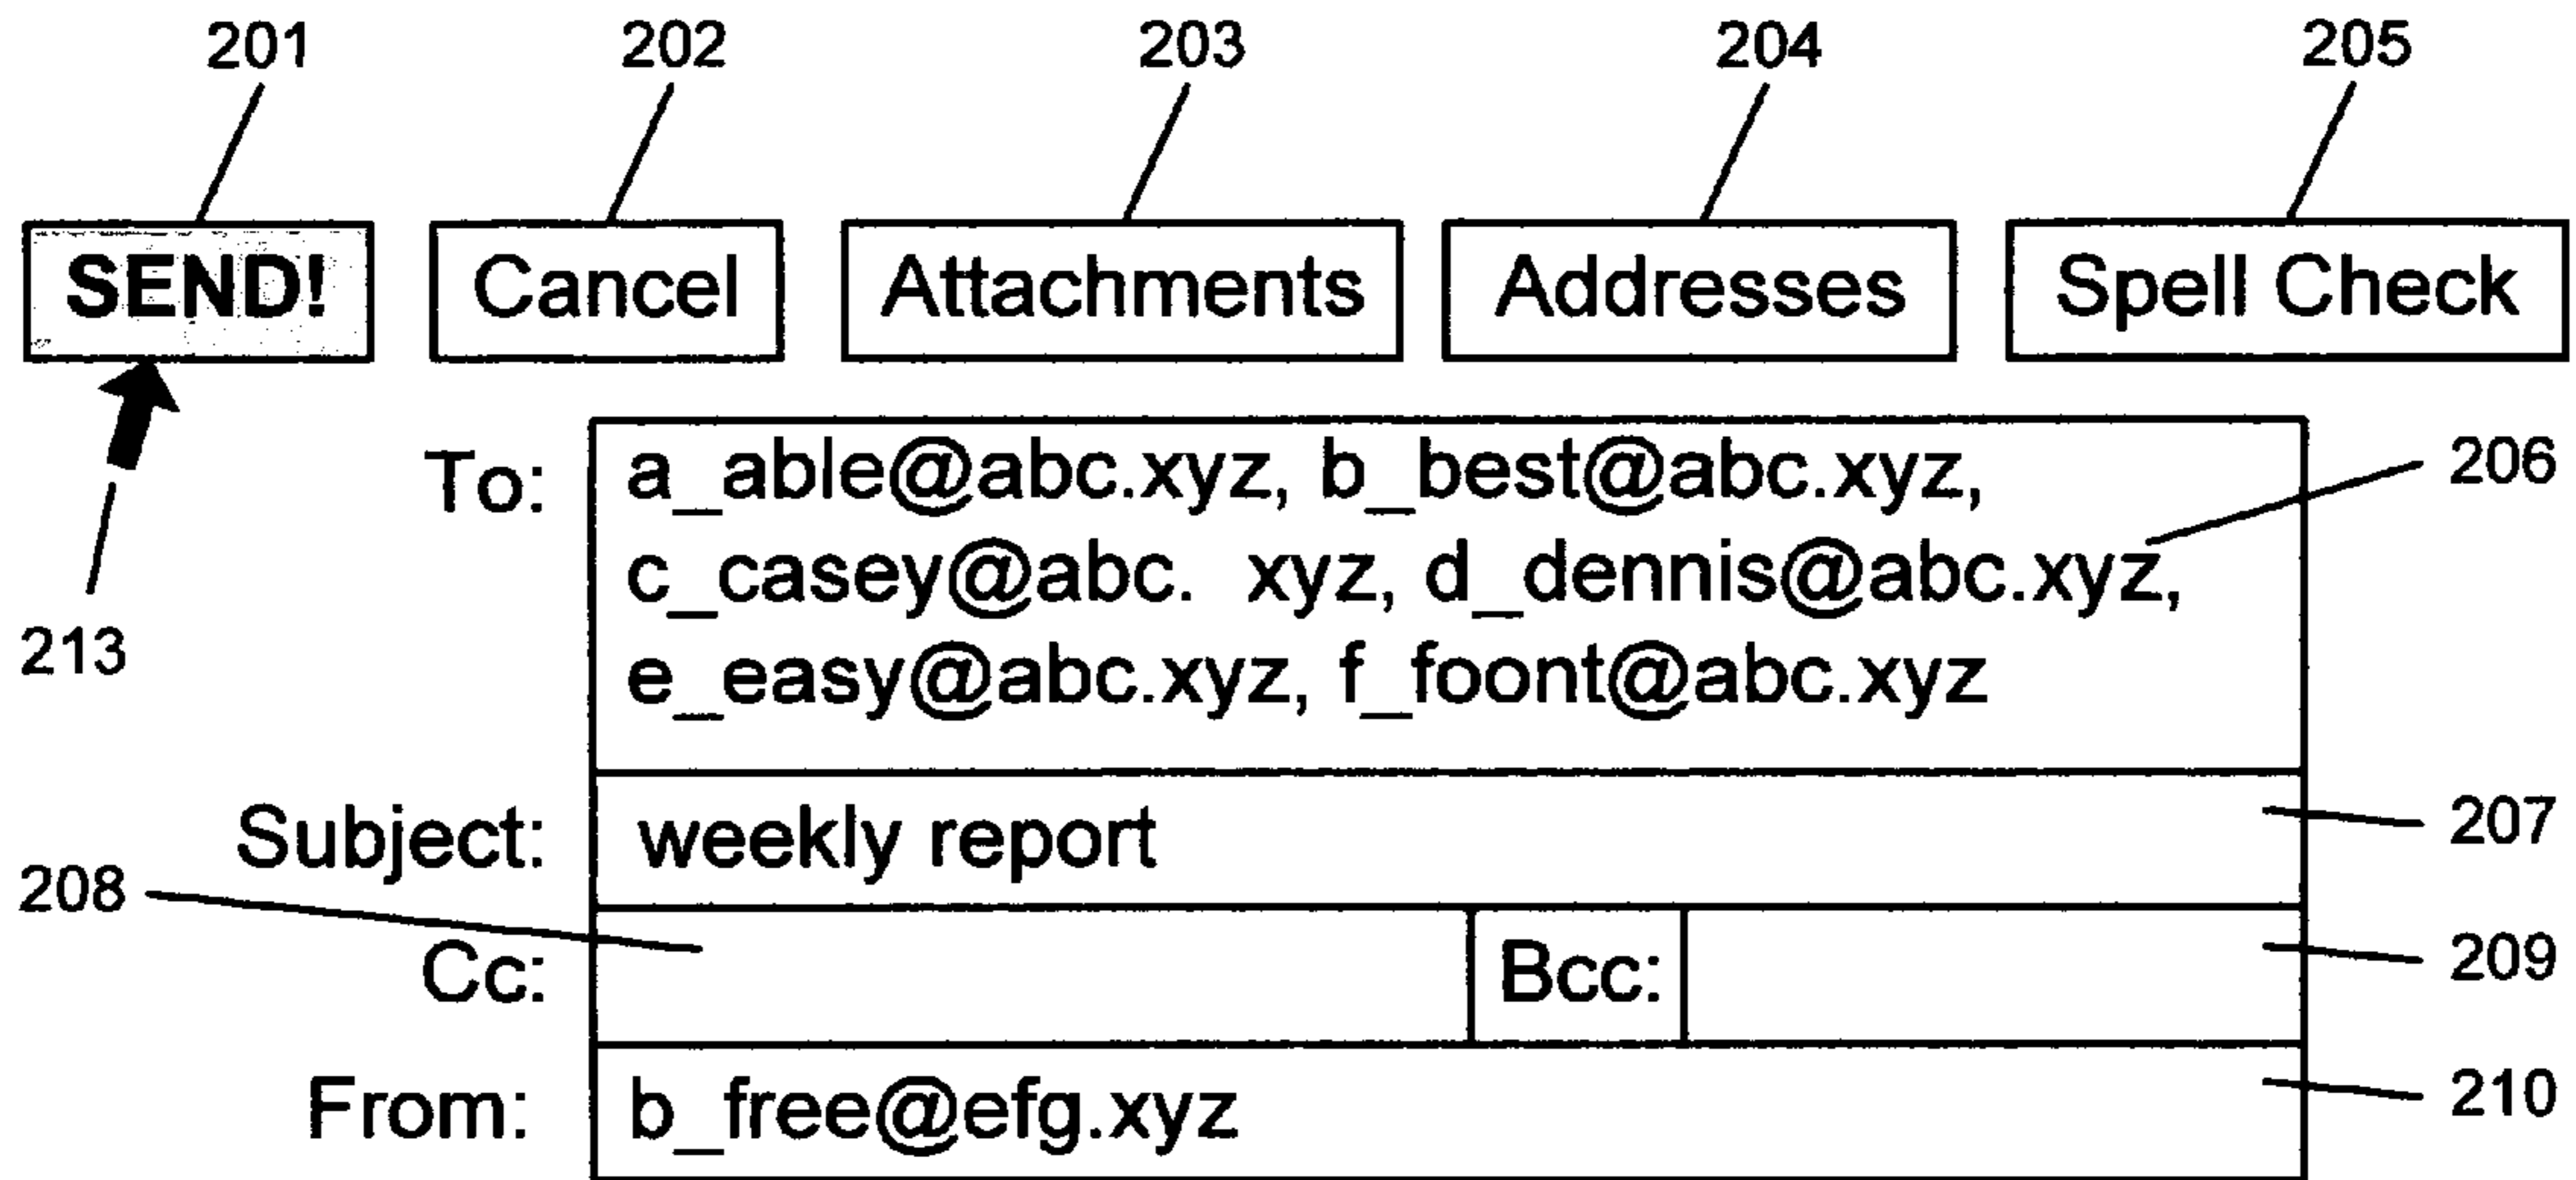 201 202 203 204 205
SEND! Cancel Attachments Addresses Spell Check
To: a_able@abc.xyz, b_best@abc.xyz, 206
c_casey@abc. xyz, d_dennis@abc.xyz,
213 e_easy@abc.xyz, f_foont@abc.xyz
Subject: weekly report 207
208
Cc: Bcc: 209
From: b_free@efg.xyz 210